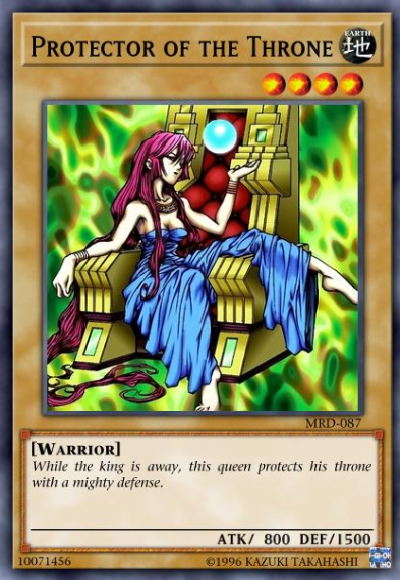 PROTECTOR OF THE THRONE
EARTH
地
MRD-087
[WARRIOR]
While the king is away, this queen protects his throne
with a mighty defense.
ATK/ 800 DEF/1500
10071456
©1996 KAZUKI TAKAHASHI